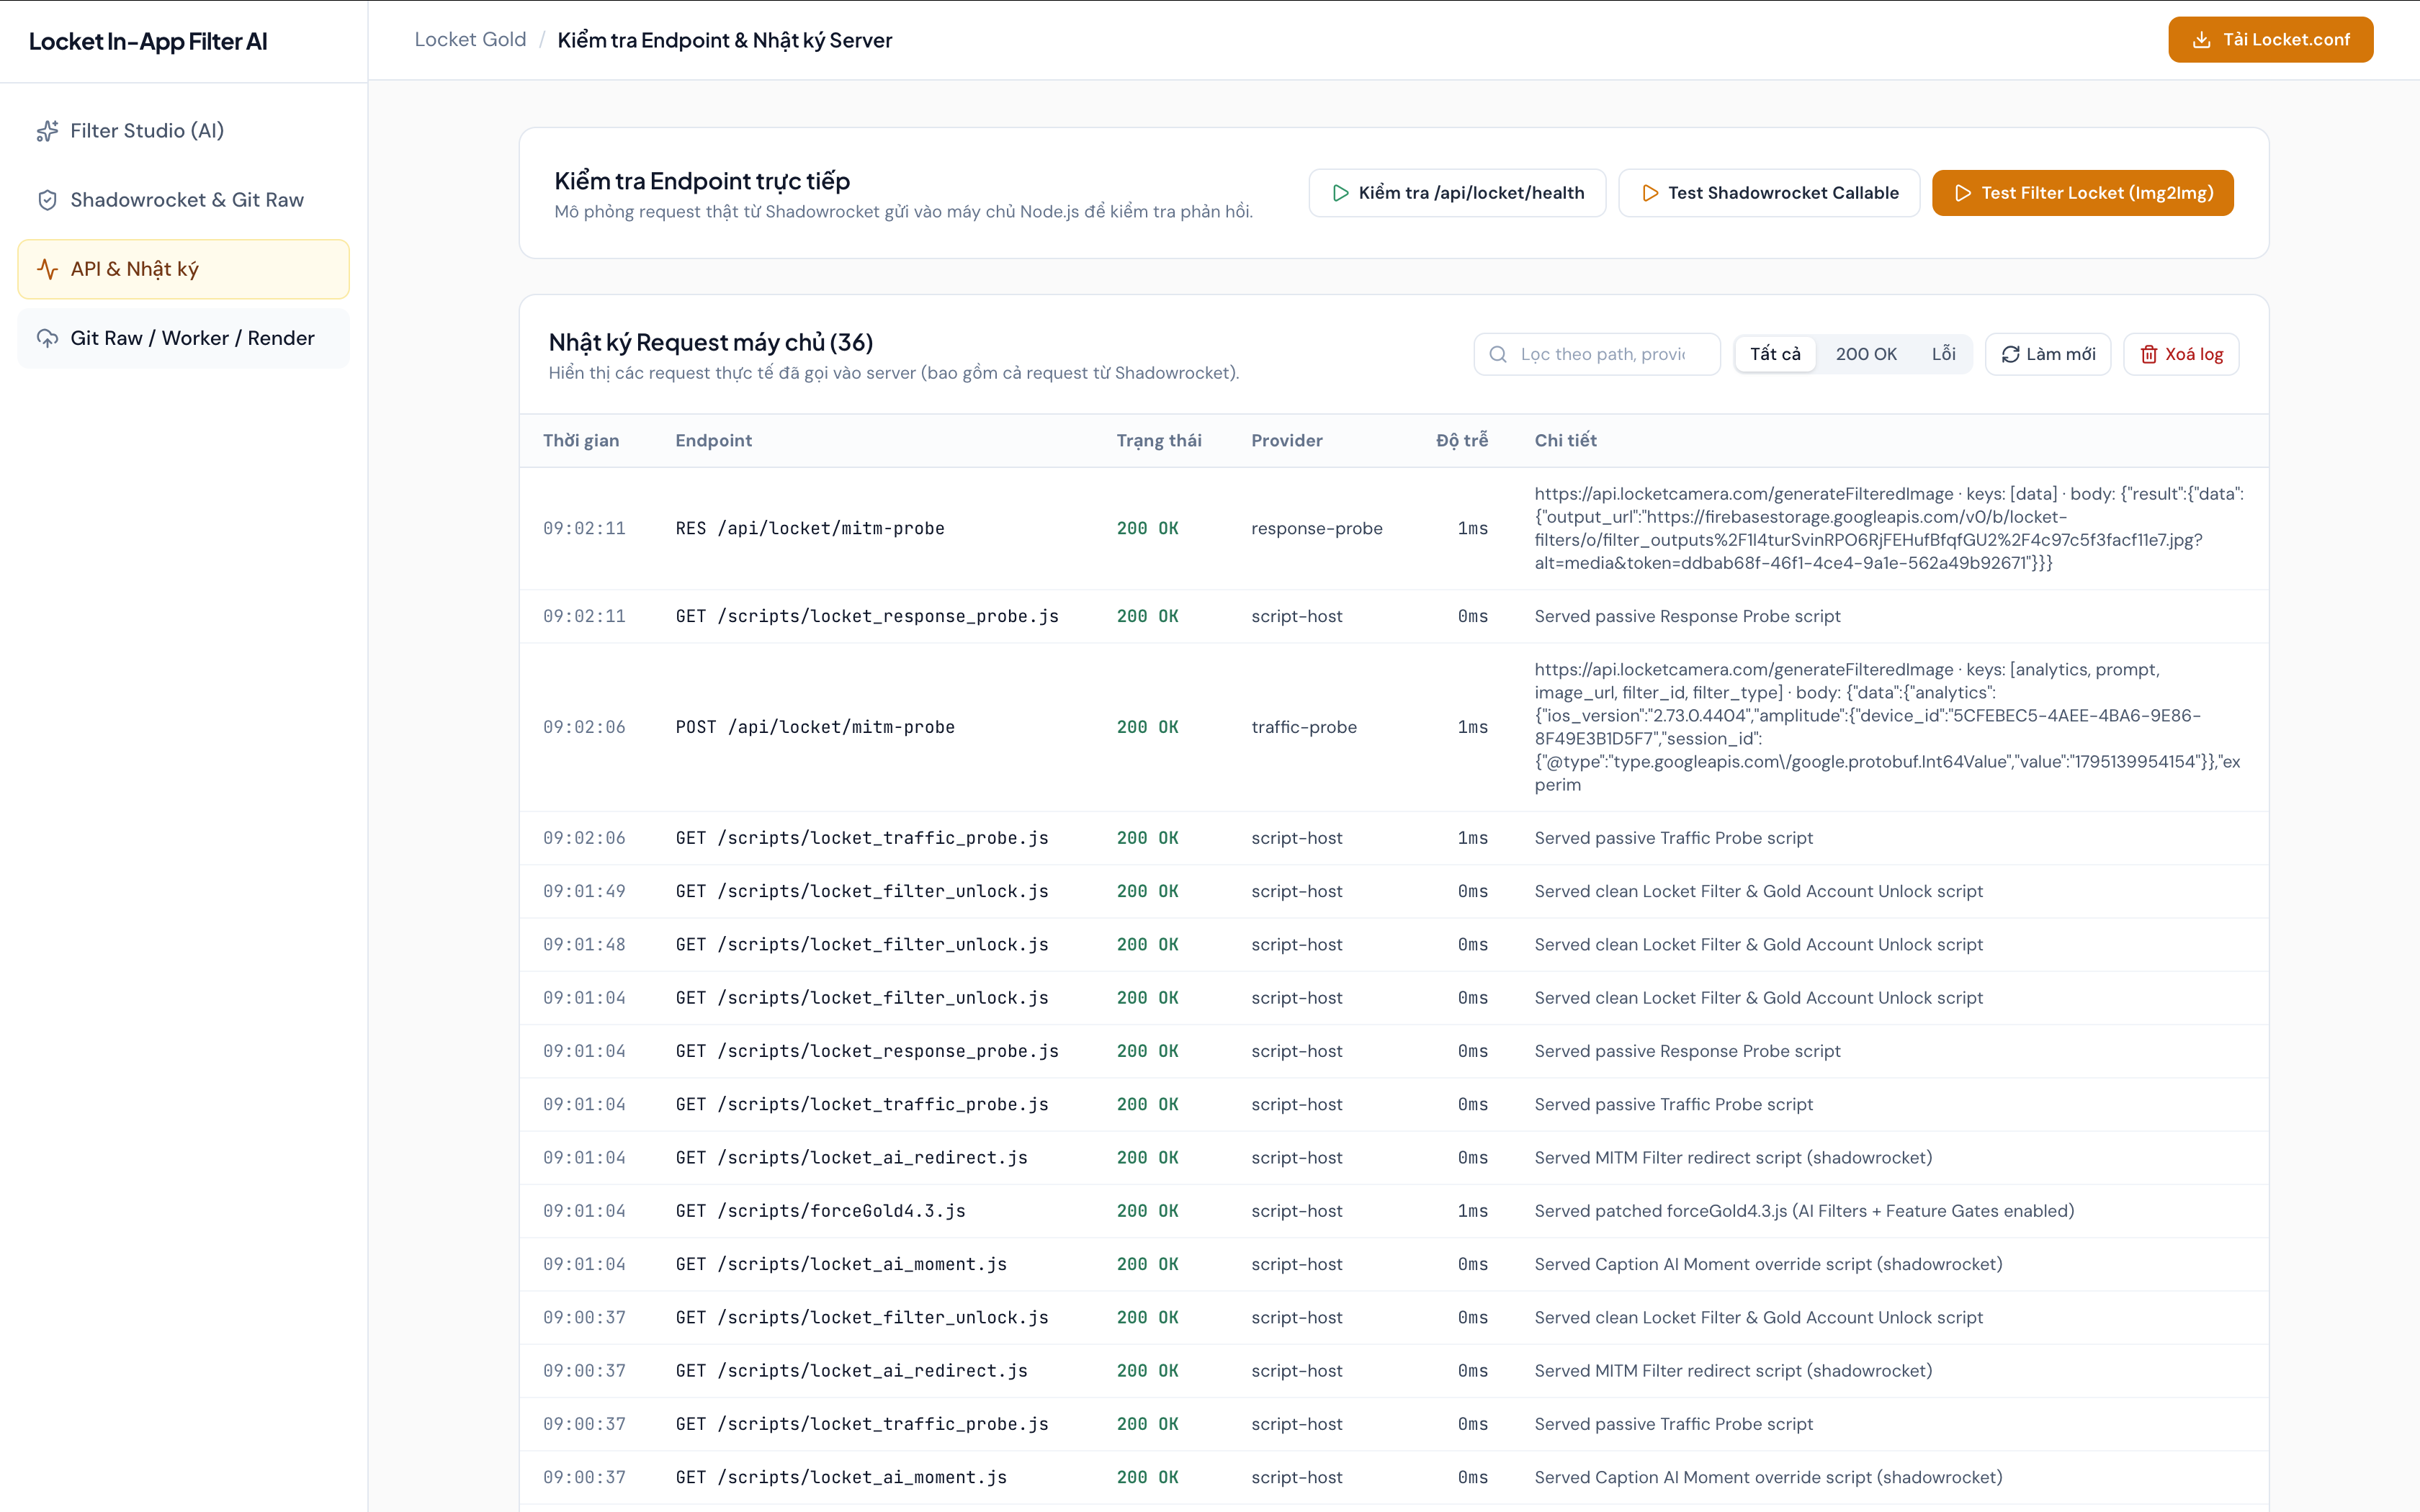 Locket In-App Filter AI
Locket Gold / Kiểm tra Endpoint & Nhật ký Server
Tải Locket.conf
Filter Studio (AI)
Shadowrocket & Git Raw
API & Nhật ký
Git Raw / Worker / Render
Kiểm tra Endpoint trực tiếp
Mô phỏng request thật từ Shadowrocket gửi vào máy chủ Node.js để kiểm tra phản hồi.
Kiểm tra /api/locket/health
Test Shadowrocket Callable
Test Filter Locket (Img2Img)
Nhật ký Request máy chủ (36)
Hiển thị các request thực tế đã gọi vào server (bao gồm cả request từ Shadowrocket).
Lọc theo path, provi
Tất cả
200 OK
Lỗi
Làm mới
Xoá log
Thời gian Endpoint Trạng thái Provider Độ trễ Chi tiết
09:02:11 RES /api/locket/mitm-probe 200 OK response-probe 1ms
https://api.locketcamera.com/generateFilteredImage · keys: [data] · body: {"result":{"data":
{"output_url":"https://firebasestorage.googleapis.com/v0/b/locket-
filters/o/filter_outputs%2F1l4turSvinRPO6RjFEHufBfqfGU2%2F4c97c5f3facf11e7.jpg?
alt=media&token=ddbab68f-46f1-4ce4-9a1e-562a49b92671"}}}
09:02:11 GET /scripts/locket_response_probe.js 200 OK script-host 0ms Served passive Response Probe script
09:02:06 POST /api/locket/mitm-probe 200 OK traffic-probe 1ms
https://api.locketcamera.com/generateFilteredImage · keys: [analytics, prompt,
image_url, filter_id, filter_type] · body: {"data":{"analytics":
{"ios_version":"2.73.0.4404","amplitude":{"device_id":"5CFEBEC5-4AEE-4BA6-9E86-
8F49E3B1D5F7","session_id":
{"@type":"type.googleapis.com\/google.protobuf.Int64Value","value":"1795139954154"}},"ex
perim
09:02:06 GET /scripts/locket_traffic_probe.js 200 OK script-host 1ms Served passive Traffic Probe script
09:01:49 GET /scripts/locket_filter_unlock.js 200 OK script-host 0ms Served clean Locket Filter & Gold Account Unlock script
09:01:48 GET /scripts/locket_filter_unlock.js 200 OK script-host 0ms Served clean Locket Filter & Gold Account Unlock script
09:01:04 GET /scripts/locket_filter_unlock.js 200 OK script-host 0ms Served clean Locket Filter & Gold Account Unlock script
09:01:04 GET /scripts/locket_response_probe.js 200 OK script-host 0ms Served passive Response Probe script
09:01:04 GET /scripts/locket_traffic_probe.js 200 OK script-host 0ms Served passive Traffic Probe script
09:01:04 GET /scripts/locket_ai_redirect.js 200 OK script-host 0ms Served MITM Filter redirect script (shadowrocket)
09:01:04 GET /scripts/forceGold4.3.js 200 OK script-host 1ms Served patched forceGold4.3.js (AI Filters + Feature Gates enabled)
09:01:04 GET /scripts/locket_ai_moment.js 200 OK script-host 0ms Served Caption AI Moment override script (shadowrocket)
09:00:37 GET /scripts/locket_filter_unlock.js 200 OK script-host 0ms Served clean Locket Filter & Gold Account Unlock script
09:00:37 GET /scripts/locket_ai_redirect.js 200 OK script-host 0ms Served MITM Filter redirect script (shadowrocket)
09:00:37 GET /scripts/locket_traffic_probe.js 200 OK script-host 0ms Served passive Traffic Probe script
09:00:37 GET /scripts/locket_ai_moment.js 200 OK script-host 0ms Served Caption AI Moment override script (shadowrocket)